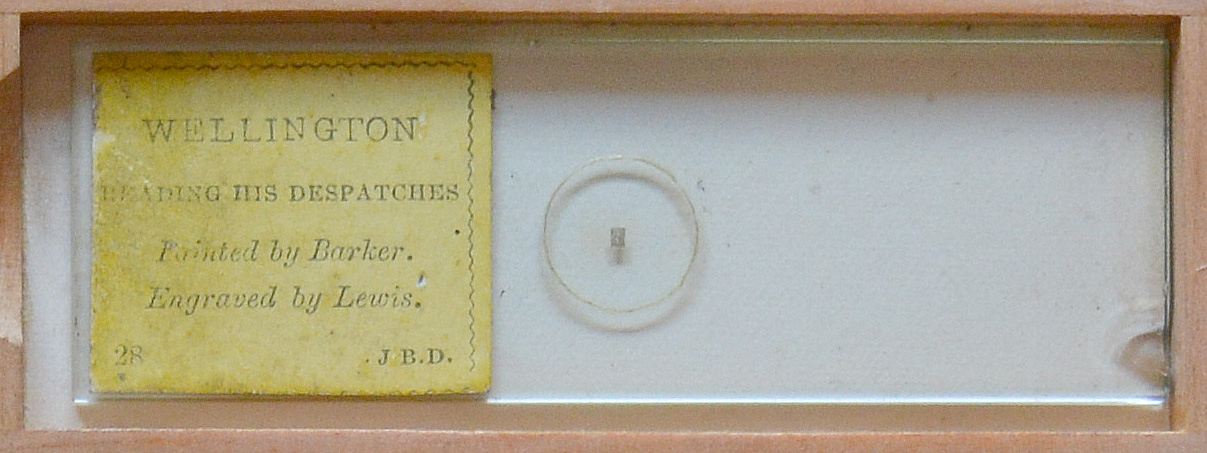 WELLINGTON
READING HIS DESPATCHES
Painted by Barker.
Engraved by Lewis.
28 J.B.D.